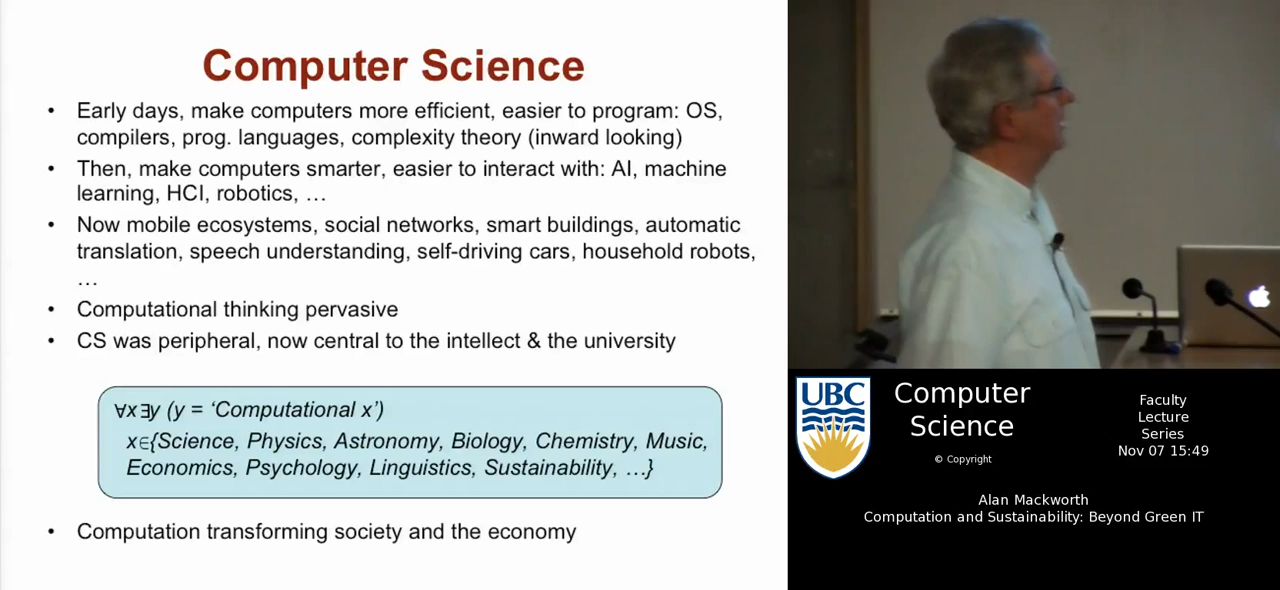 Computer Science
• Early days, make computers more efficient, easier to program: OS,
compilers, prog. languages, complexity theory (inward looking)
• Then, make computers smarter, easier to interact with: AI, machine
learning, HCI, robotics, …
• Now mobile ecosystems, social networks, smart buildings, automatic
translation, speech understanding, self-driving cars, household robots,
…
• Computational thinking pervasive
• CS was peripheral, now central to the intellect & the university
∀x∃y (y = ‘Computational x’)
x∈{Science, Physics, Astronomy, Biology, Chemistry, Music,
Economics, Psychology, Linguistics, Sustainability, …}
• Computation transforming society and the economy
UBC
Computer
Science
© Copyright
Faculty
Lecture
Series
Nov 07 15:49
Alan Mackworth
Computation and Sustainability: Beyond Green IT